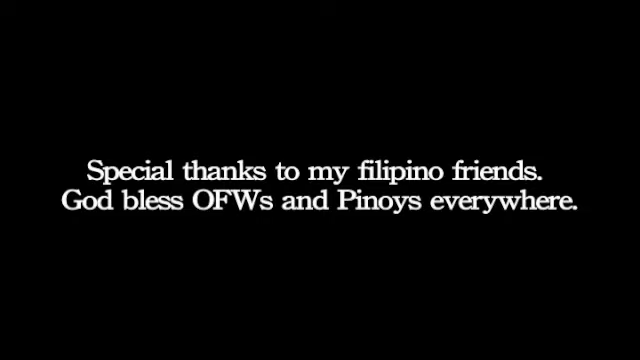 Special thanks to my filipino friends.
God bless OFWs and Pinoys everywhere.